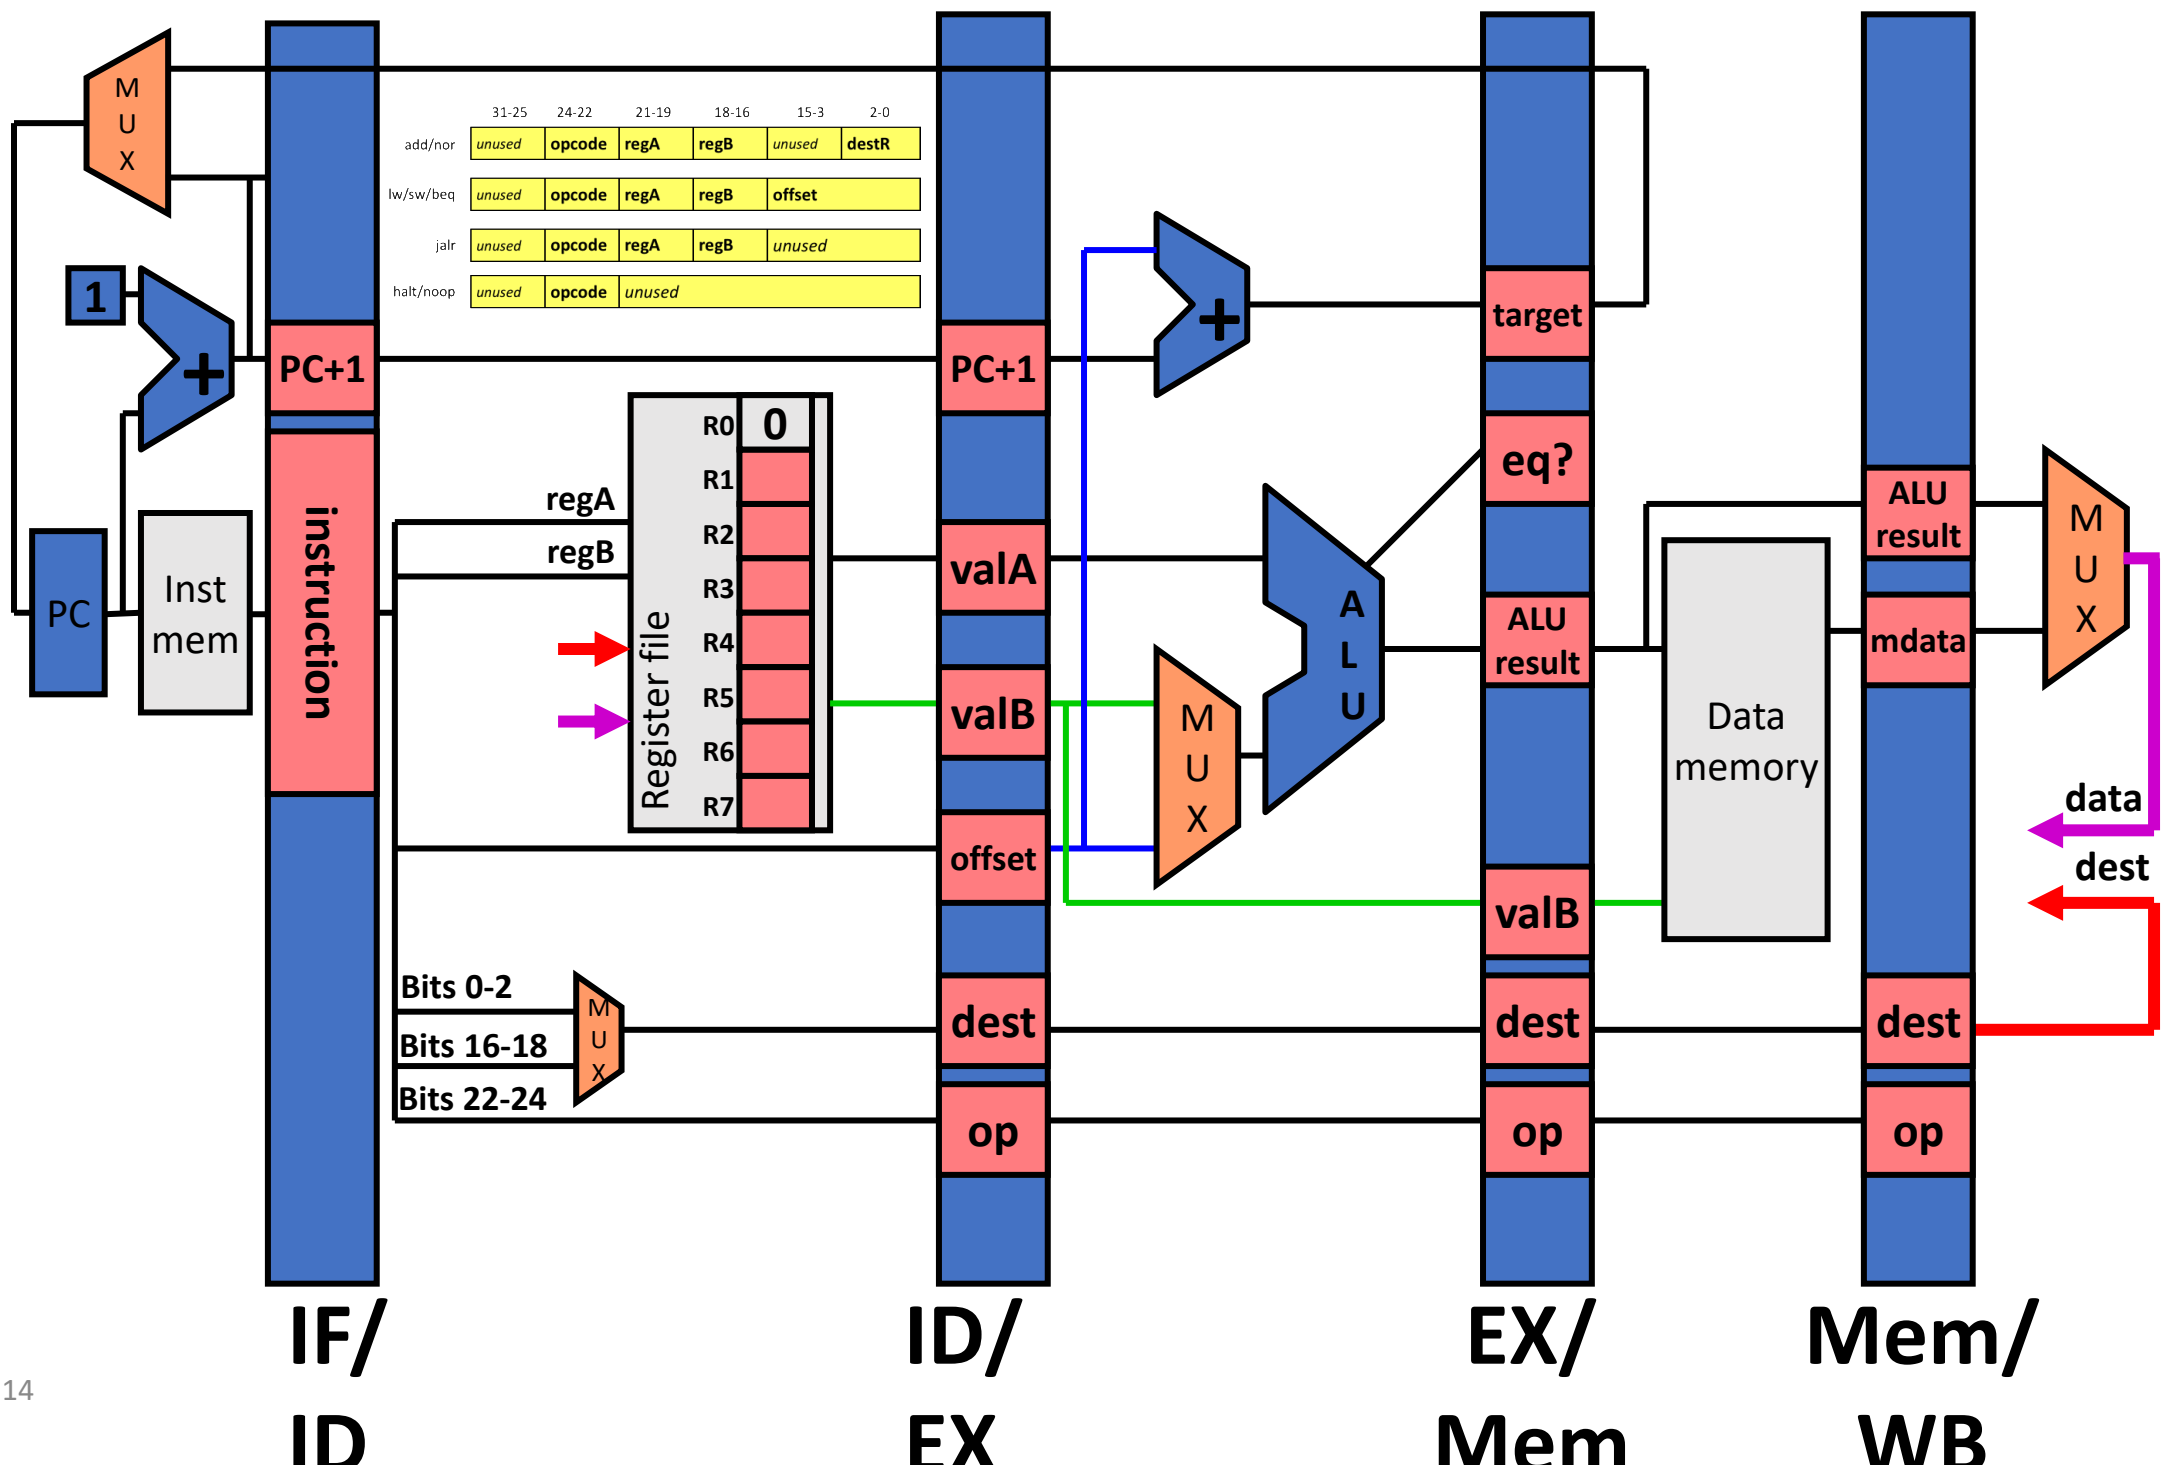 M
U
X
31-25 24-22 21-19 18-16 15-3 2-0
add/nor unused opcode regA regB unused destR
lw/sw/beq unused opcode regA regB offset
jalr unused opcode regA regB unused
halt/noop unused opcode unused
1
+
PC+1
PC
Inst
mem
instruction
regA
regB
Register file
R0 0
R1
R2
R3
R4
R5
R6
R7
Bits 0-2
Bits 16-18
Bits 22-24
M
U
X
PC+1
valA
valB
offset
dest
op
+
M
U
X
A
L
U
target
eq?
ALU
result
valB
dest
op
Data
memory
ALU
result
mdata
dest
op
M
U
X
data
dest
IF/
ID
ID/
EX
EX/
Mem
Mem/
WB
14